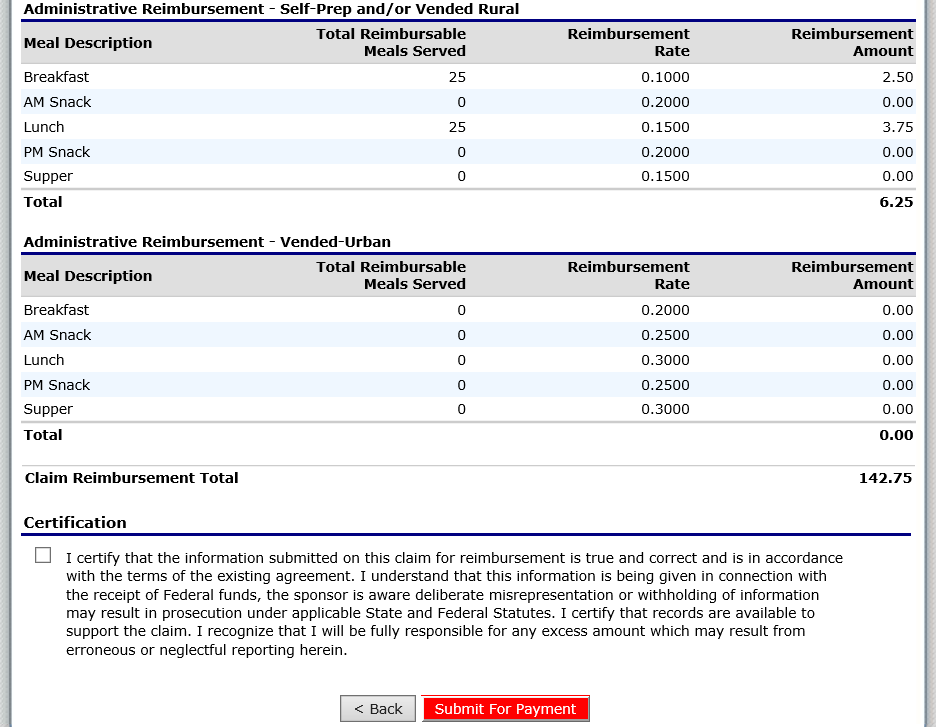 Administrative Reimbursement - Self-Prep and/or Vended Rural
Meal Description Total Reimbursable Meals Served Reimbursement Rate Reimbursement Amount
Breakfast 25 0.1000 2.50
AM Snack 0 0.2000 0.00
Lunch 25 0.1500 3.75
PM Snack 0 0.2000 0.00
Supper 0 0.1500 0.00
Total 6.25
Administrative Reimbursement - Vended-Urban
Meal Description Total Reimbursable Meals Served Reimbursement Rate Reimbursement Amount
Breakfast 0 0.2000 0.00
AM Snack 0 0.2500 0.00
Lunch 0 0.3000 0.00
PM Snack 0 0.2500 0.00
Supper 0 0.3000 0.00
Total 0.00
Claim Reimbursement Total 142.75
Certification
I certify that the information submitted on this claim for reimbursement is true and correct and is in accordance
with the terms of the existing agreement. I understand that this information is being given in connection with
the receipt of Federal funds, the sponsor is aware deliberate misrepresentation or withholding of information
may result in prosecution under applicable State and Federal Statutes. I certify that records are available to
support the claim. I recognize that I will be fully responsible for any excess amount which may result from
erroneous or neglectful reporting herein.
< Back Submit For Payment